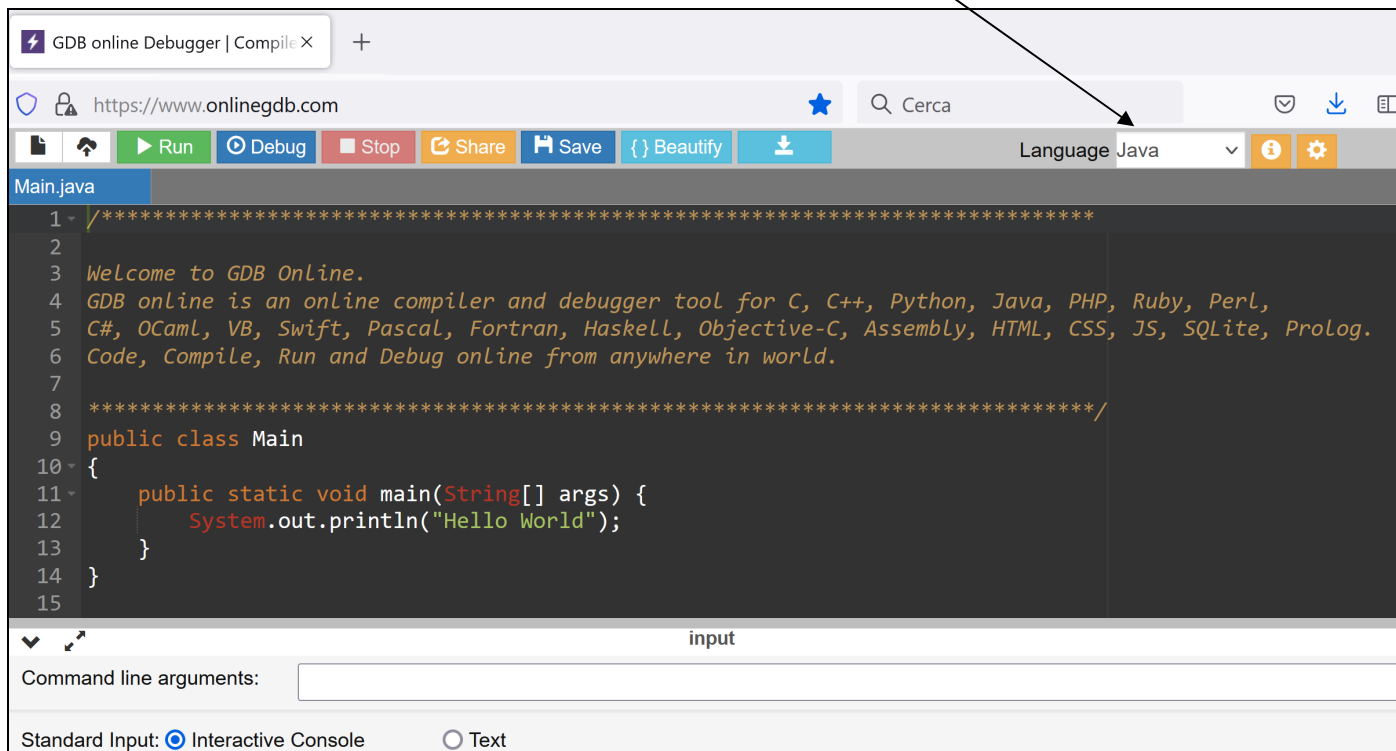 GDB online Debugger | Compile
https://www.onlinegdb.com
Cerca
Run Debug Stop Share Save { } Beautify Language Java
Main.java
1 /******************************************************************************
2
3 Welcome to GDB Online.
4 GDB online is an online compiler and debugger tool for C, C++, Python, Java, PHP, Ruby, Perl,
5 C#, OCaml, VB, Swift, Pascal, Fortran, Haskell, Objective-C, Assembly, HTML, CSS, JS, SQLite, Prolog.
6 Code, Compile, Run and Debug online from anywhere in world.
7
8 *******************************************************************************/
9 public class Main
10 {
11 public static void main(String[] args) {
12 System.out.println("Hello World");
13 }
14 }
15
input
Command line arguments:
Standard Input: Interactive Console Text